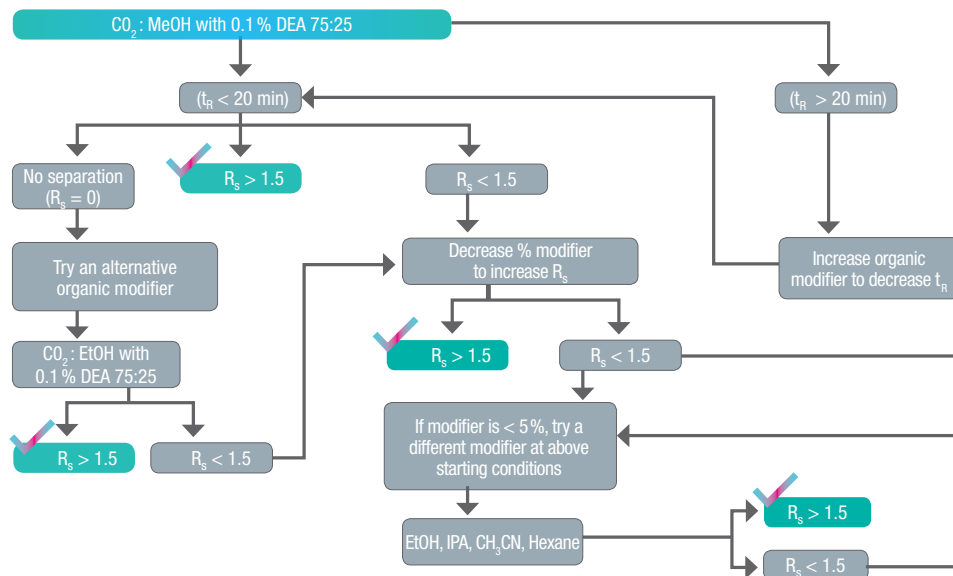 CO₂ : MeOH with 0.1 % DEA 75:25
(tR < 20 min)
(tR > 20 min)
No separation
(Rs = 0)
Rs > 1.5
Rs < 1.5
Try an alternative
organic modifier
Decrease % modifier
to increase Rs
Increase organic
modifier to decrease tR
CO₂ : EtOH with
0.1 % DEA 75:25
Rs > 1.5
Rs < 1.5
Rs > 1.5
Rs < 1.5
If modifier is < 5 %, try a
different modifier at above
starting conditions
EtOH, IPA, CH₃CN, Hexane
Rs > 1.5
Rs < 1.5